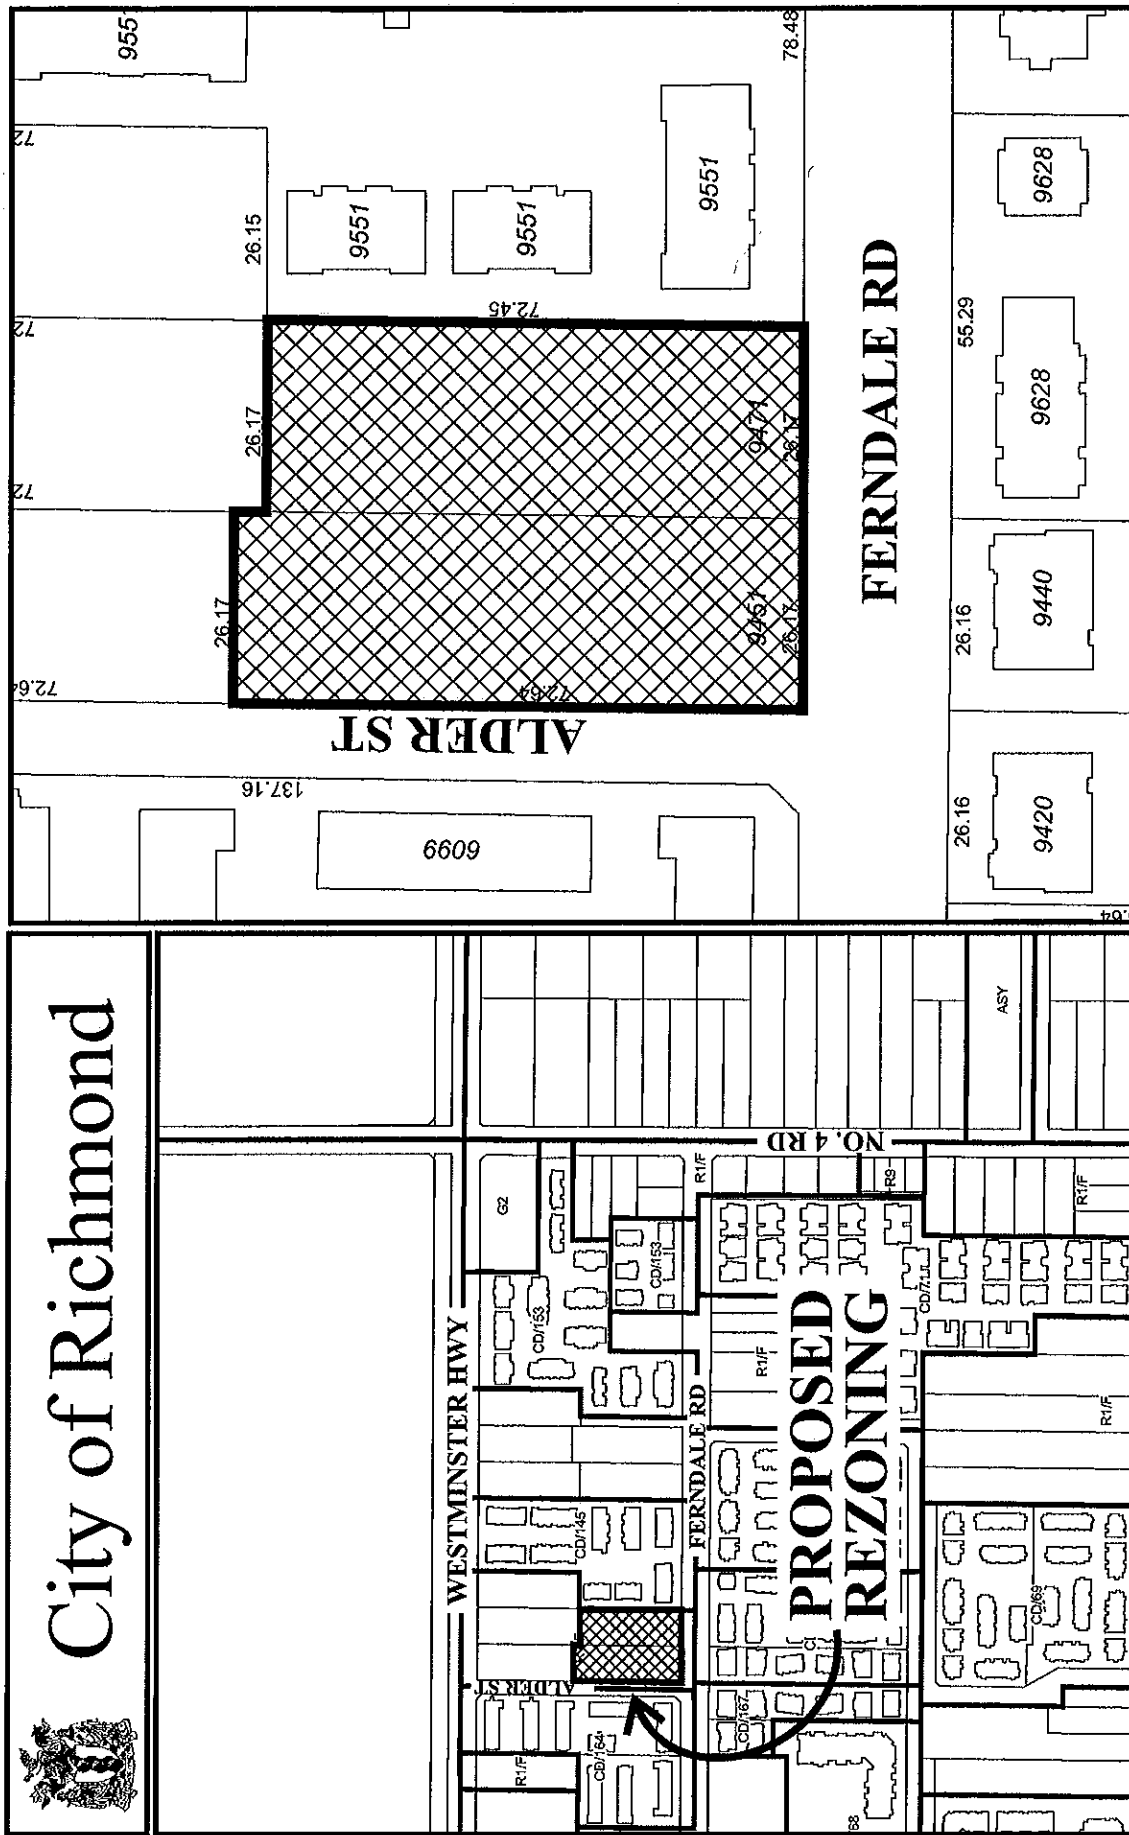 City of Richmond
WESTMINSTER HWY
G2
CD/153
CD/153
R1/F
NO. 4 RD
ASY
CD/145
ALDER ST
R1/F
CD/164
FERNDALE RD
R1/F
R9
R1/F
CD/167
PROPOSED
REZONING
CD/71
CD/69
R1/F
68
9551
72
72
72
72.64
26.15
26.17
26.17
9551
9551
9551
78.48
72.45
72.64
ALDER ST
137.16
6099
9451
26.17
9471
26.17
FERNDALE RD
26.16
26.16
55.29
9420
9440
9628
9628
.64